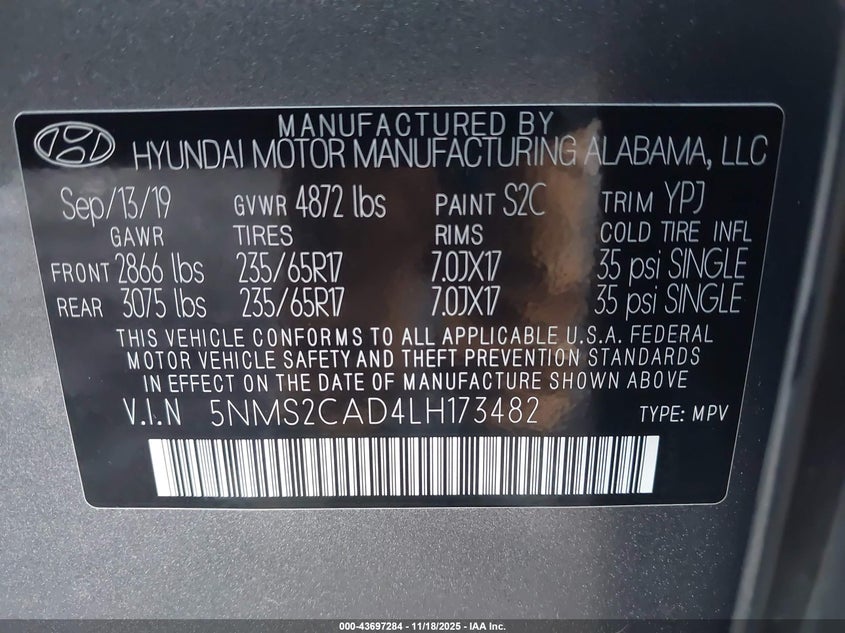 MANUFACTURED BY
HYUNDAI MOTOR MANUFACTURING ALABAMA, LLC
Sep/13/19 GVWR 4872 lbs PAINT S2C TRIM YPJ
GAWR TIRES RIMS COLD TIRE INFL
FRONT 2866 lbs 235/65R17 7.0JX17 35 psi SINGLE
REAR 3075 lbs 235/65R17 7.0JX17 35 psi SINGLE
THIS VEHICLE CONFORMS TO ALL APPLICABLE U.S.A. FEDERAL
MOTOR VEHICLE SAFETY AND THEFT PREVENTION STANDARDS
IN EFFECT ON THE DATE OF MANUFACTURE SHOWN ABOVE
V.I.N 5NMS2CAD4LH173482 TYPE: MPV
000-43697284 - 11/18/2025 - IAA Inc.